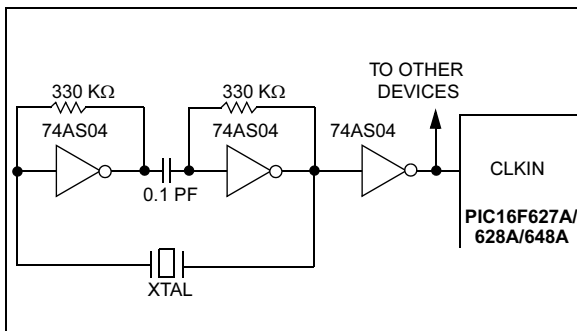 330 KΩ
330 KΩ
TO OTHER
DEVICES
74AS04
74AS04
74AS04
CLKIN
0.1 PF
PIC16F627A/
628A/648A
XTAL